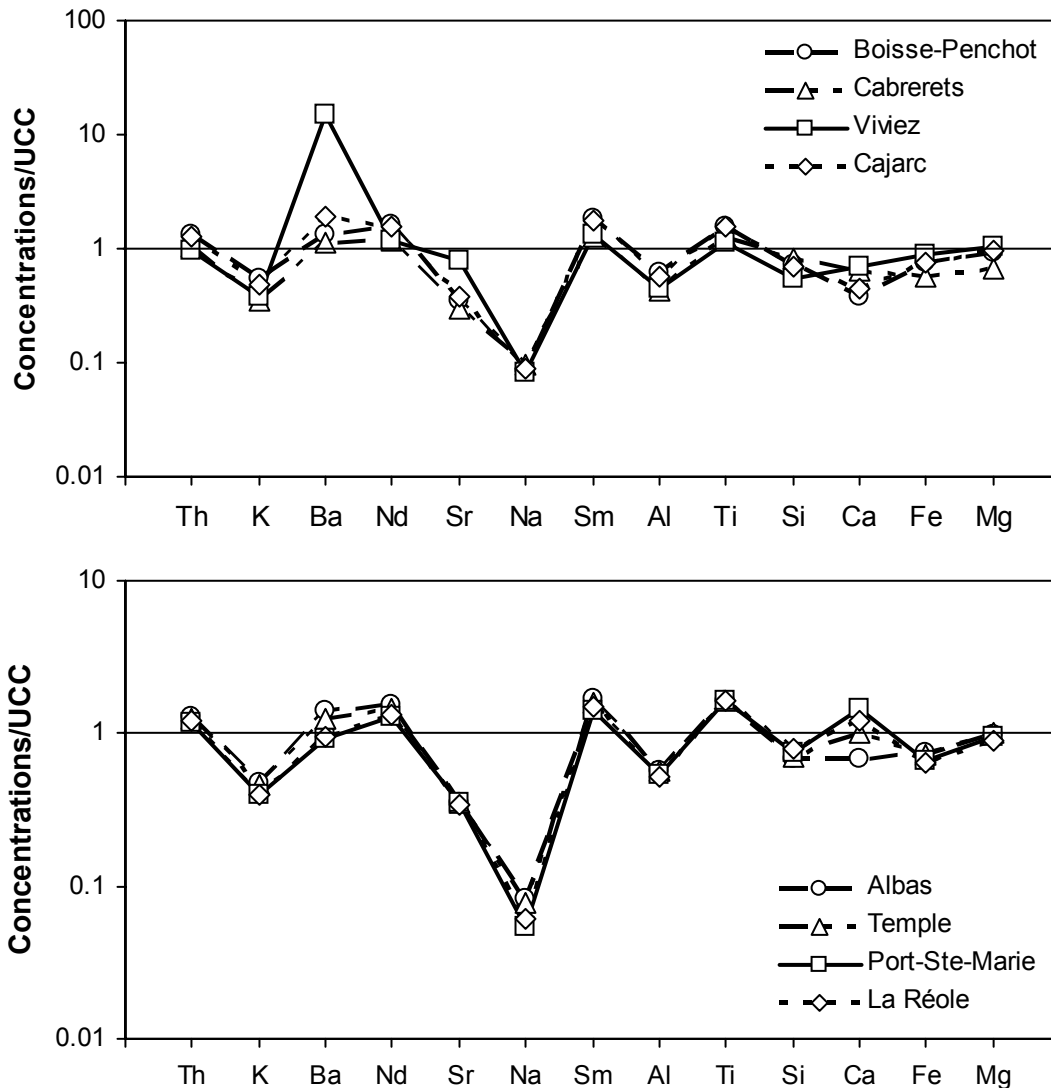 Concentrations/UCC
100
10
1
0.1
0.01
Boisse-Penchot
Cabrerets
Viviez
Cajarc
Th K Ba Nd Sr Na Sm Al Ti Si Ca Fe Mg
Concentrations/UCC
10
1
0.1
0.01
Albas
Temple
Port-Ste-Marie
La Réole
Th K Ba Nd Sr Na Sm Al Ti Si Ca Fe Mg